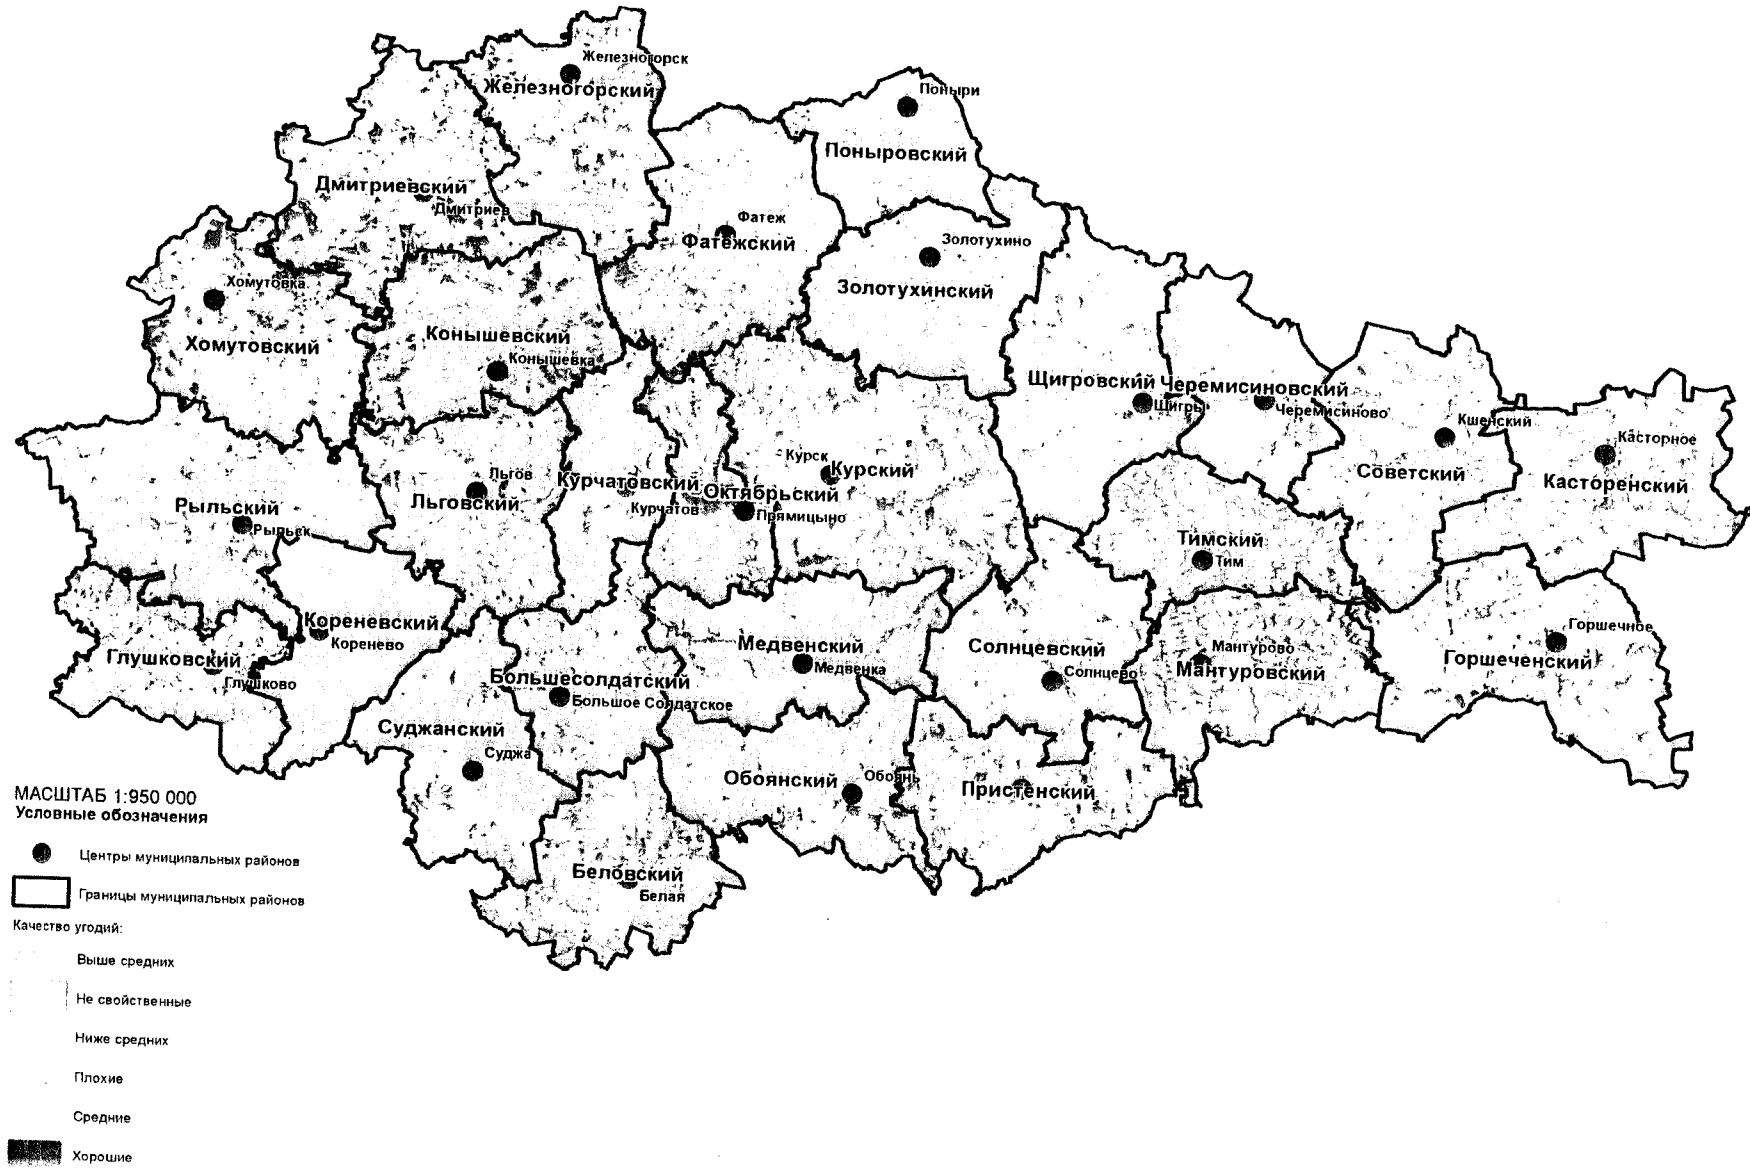 Железногорск
Железногорский
Поныри
Поныровский
Дмитриевский
Дмитриев
Фатеж
Фатежский
Золотухино
Золотухинский
Хомутовка
Хомутовский
Конышевский
Конышевка
Щигровский
Щигры
Черемисиновский
Черемисиново
Кшенский
Советский
Касторное
Касторенский
Рыльский
Рыльск
Льгов
Льговский
Курчатовский
Курчатов
Октябрьский
Прямицыно
Курск
Курский
Тимский
Тим
Кореневский
Коренево
Глушковский
Глушково
Медвенский
Медвенка
Солнцевский
Солнцево
Мантурово
Мантуровский
Горшечное
Горшеченский
Большесолдатский
Большое Солдатское
Суджанский
Суджа
Обоянский
Обоянь
Пристенский
Беловский
Белая
МАСШТАБ 1:950 000
Условные обозначения
Центры муниципальных районов
Границы муниципальных районов
Качество угодий:
Выше средних
Не свойственные
Ниже средних
Плохие
Средние
Хорошие